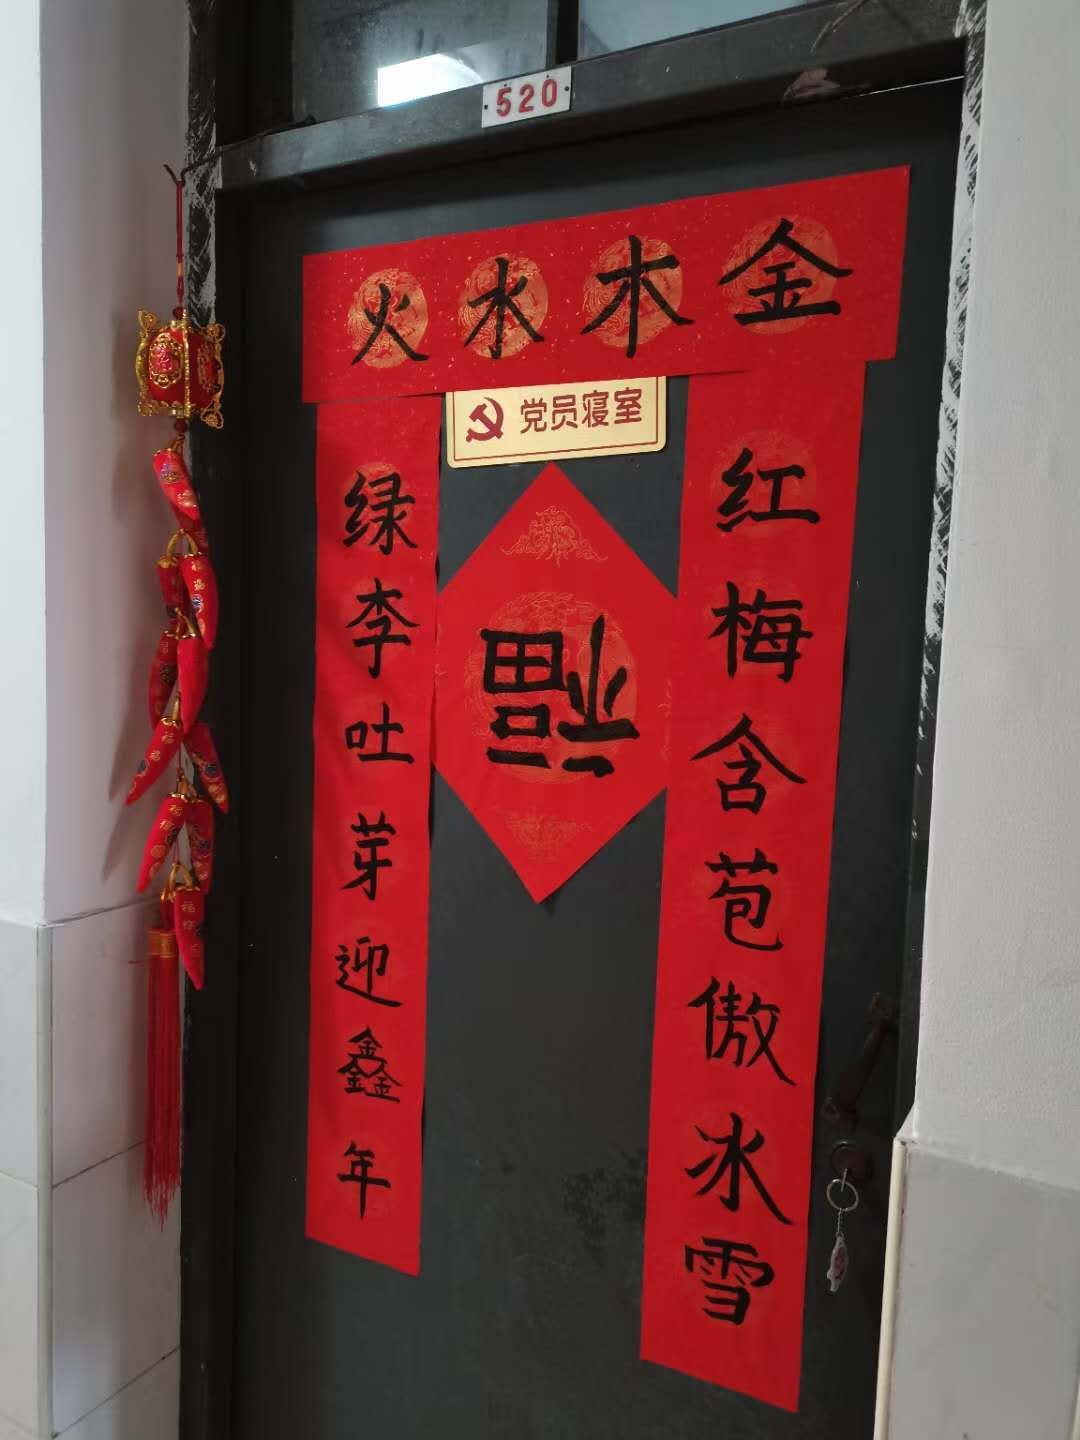 520
金木水火
党员寝室
红梅含苞傲冰雪
绿李吐芽迎鑫年
福